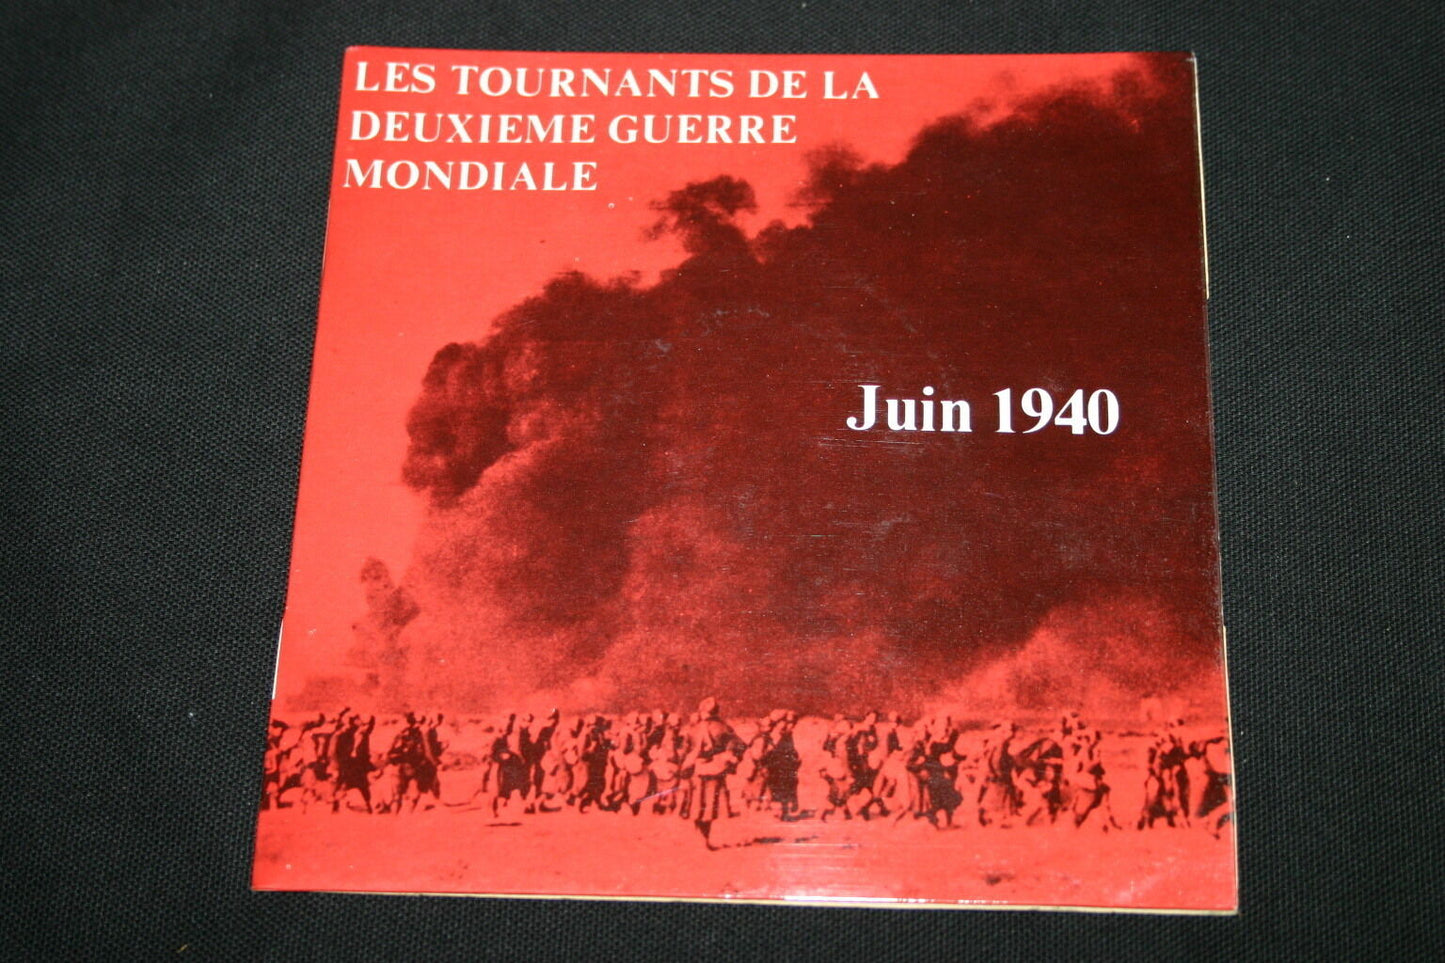 LES TOURNANTS DE LA
DEUXIEME GUERRE
MONDIALE
Juin 1940